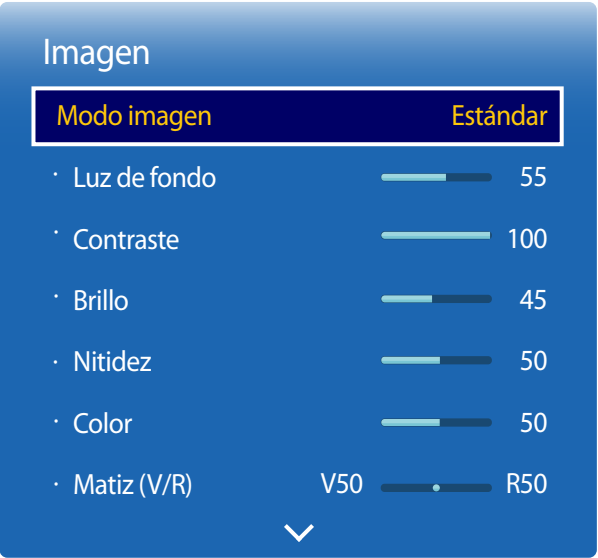 Imagen
Modo imagen Estándar
· Luz de fondo 55
· Contraste 100
· Brillo 45
· Nitidez 50
· Color 50
· Matiz (V/R) V50 R50